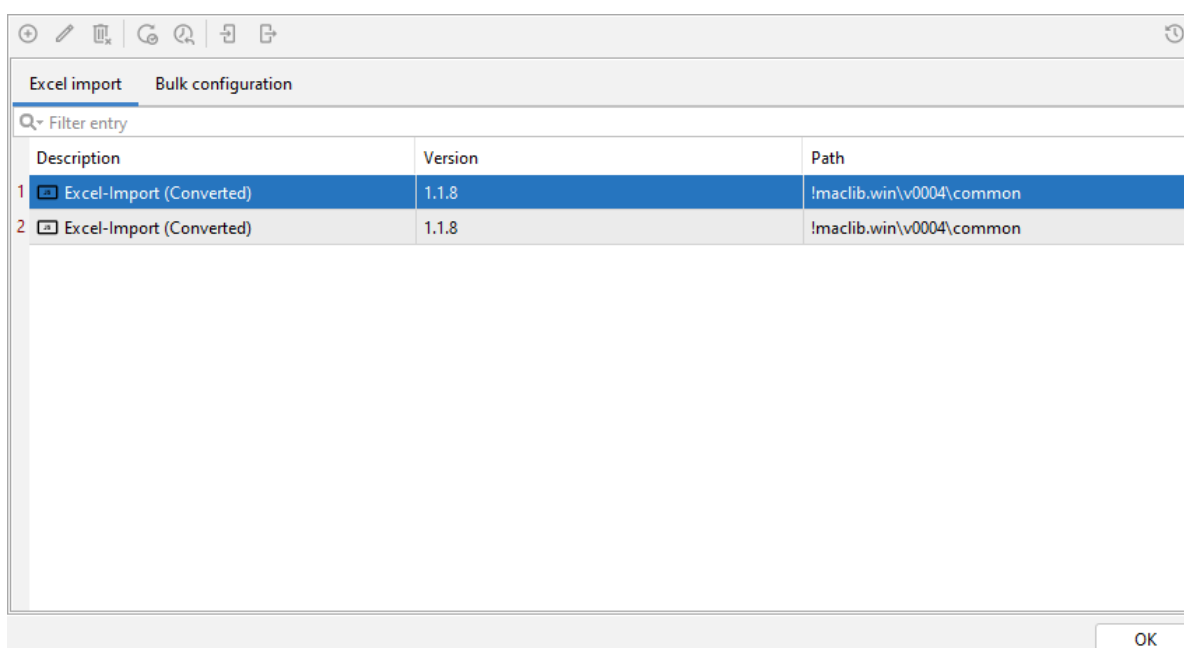 Excel import Bulk configuration
Filter entry
Description Version Path
1 Excel-Import (Converted) 1.1.8 !maclib.win\v0004\common
2 Excel-Import (Converted) 1.1.8 !maclib.win\v0004\common
OK